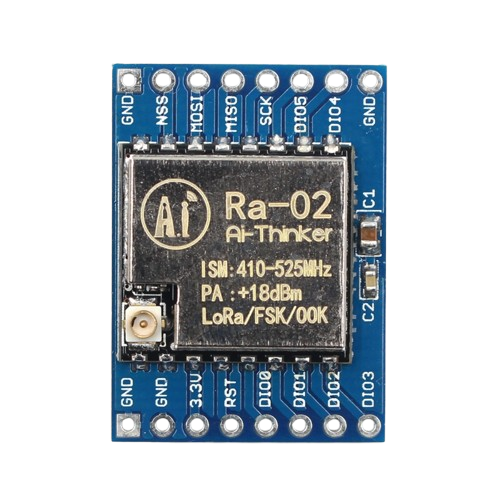 GND NSS MOSI MISO SCK DIO5 DIO4 GND
Ai
Ra-02
Ai-Thinker
ISM:410-525MHz
PA :+18dBm
LoRa/FSK/OOK
C1
C2
GND GND 3.3V RST DIO0 DIO1 DIO2 DIO3